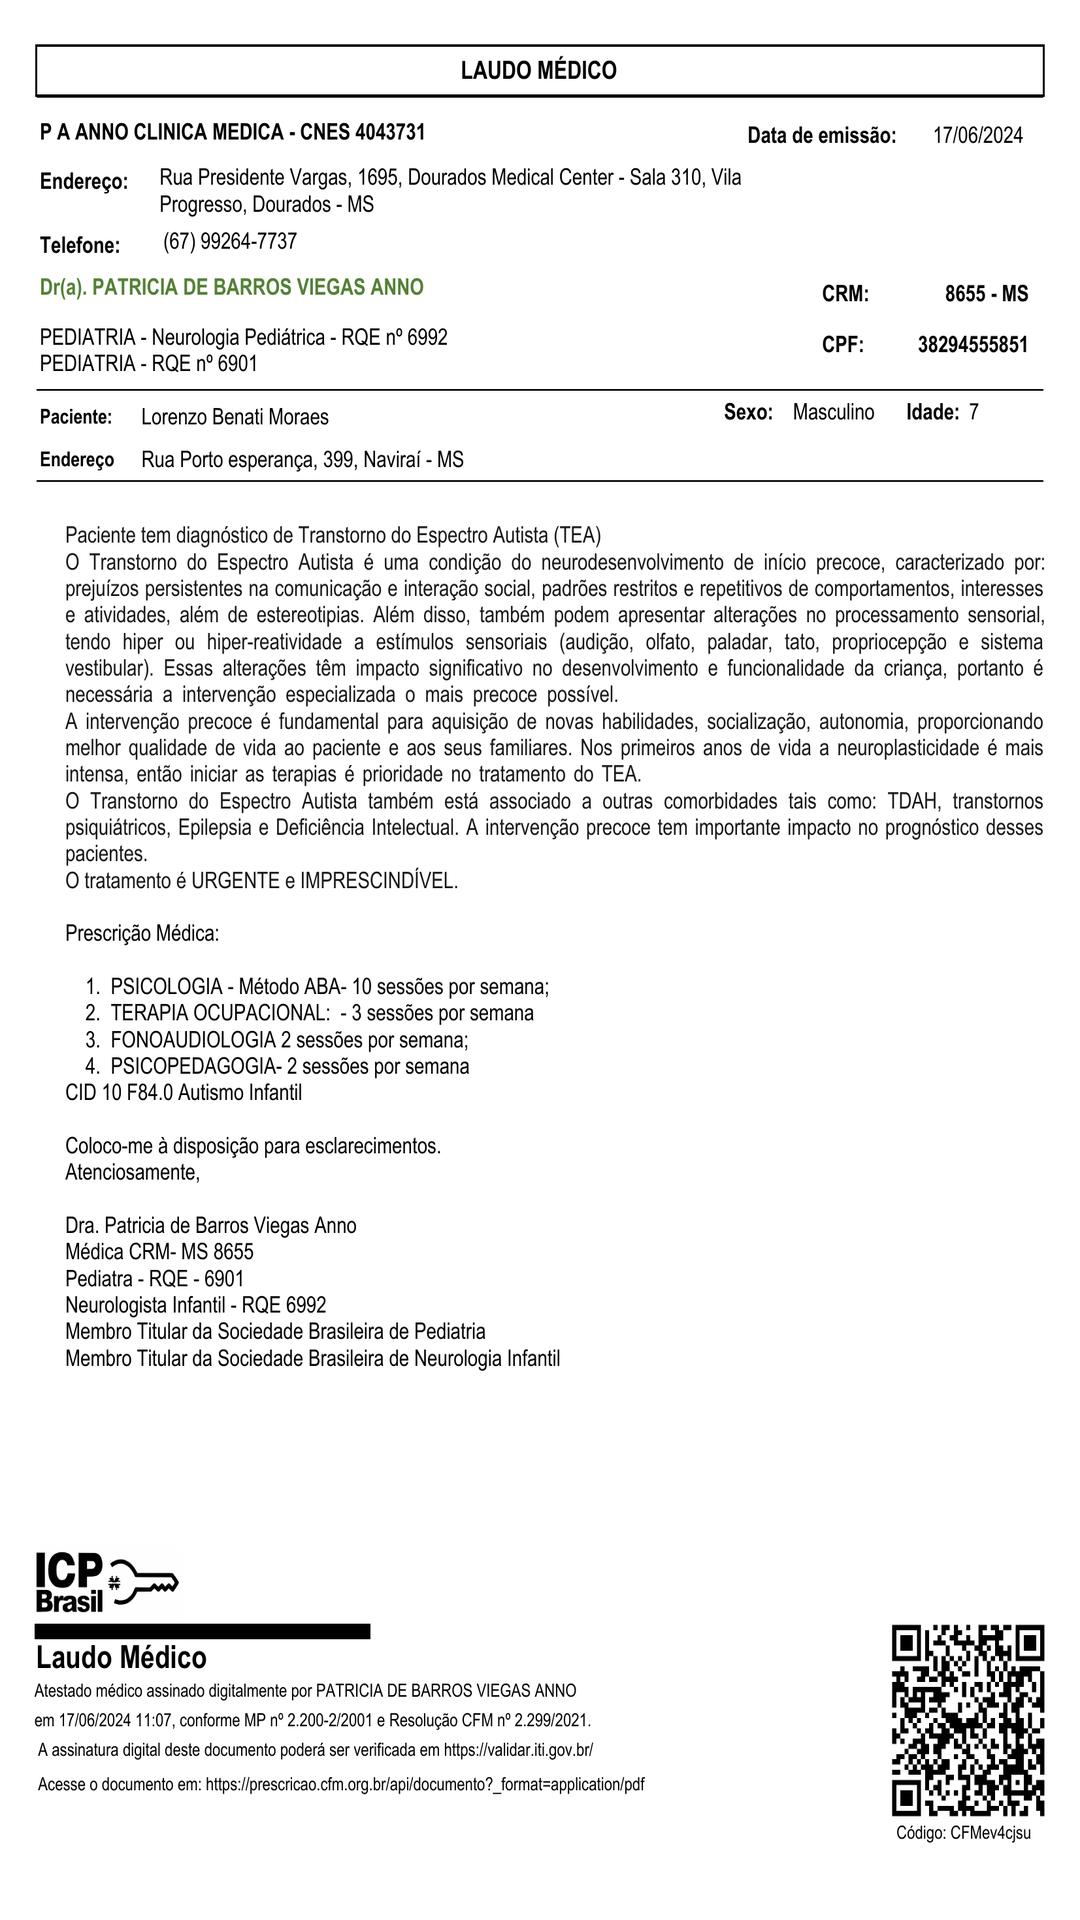 LAUDO MÉDICO
P A ANNO CLINICA MEDICA - CNES 4043731
Data de emissão: 17/06/2024
Endereço: Rua Presidente Vargas, 1695, Dourados Medical Center - Sala 310, Vila
Progresso, Dourados - MS
Telefone: (67) 99264-7737
Dr(a). PATRICIA DE BARROS VIEGAS ANNO
CRM: 8655 - MS
PEDIATRIA - Neurologia Pediátrica - RQE nº 6992
CPF: 38294555851
PEDIATRIA - RQE nº 6901
Paciente: Lorenzo Benati Moraes
Sexo: Masculino Idade: 7
Endereço Rua Porto esperança, 399, Naviraí - MS
Paciente tem diagnóstico de Transtorno do Espectro Autista (TEA)
O Transtorno do Espectro Autista é uma condição do neurodesenvolvimento de início precoce, caracterizado por:
prejuízos persistentes na comunicação e interação social, padrões restritos e repetitivos de comportamentos, interesses
e atividades, além de estereotipias. Além disso, também podem apresentar alterações no processamento sensorial,
tendo hiper ou hiper-reatividade a estímulos sensoriais (audição, olfato, paladar, tato, propriocepção e sistema
vestibular). Essas alterações têm impacto significativo no desenvolvimento e funcionalidade da criança, portanto é
necessária a intervenção especializada o mais precoce possível.
A intervenção precoce é fundamental para aquisição de novas habilidades, socialização, autonomia, proporcionando
melhor qualidade de vida ao paciente e aos seus familiares. Nos primeiros anos de vida a neuroplasticidade é mais
intensa, então iniciar as terapias é prioridade no tratamento do TEA.
O Transtorno do Espectro Autista também está associado a outras comorbidades tais como: TDAH, transtornos
psiquiátricos, Epilepsia e Deficiência Intelectual. A intervenção precoce tem importante impacto no prognóstico desses
pacientes.
O tratamento é URGENTE e IMPRESCINDÍVEL.
Prescrição Médica:
1. PSICOLOGIA - Método ABA- 10 sessões por semana;
2. TERAPIA OCUPACIONAL: - 3 sessões por semana
3. FONOAUDIOLOGIA 2 sessões por semana;
4. PSICOPEDAGOGIA- 2 sessões por semana
CID 10 F84.0 Autismo Infantil
Coloco-me à disposição para esclarecimentos.
Atenciosamente,
Dra. Patricia de Barros Viegas Anno
Médica CRM- MS 8655
Pediatra - RQE - 6901
Neurologista Infantil - RQE 6992
Membro Titular da Sociedade Brasileira de Pediatria
Membro Titular da Sociedade Brasileira de Neurologia Infantil
ICP
Brasil
Laudo Médico
Atestado médico assinado digitalmente por PATRICIA DE BARROS VIEGAS ANNO
em 17/06/2024 11:07, conforme MP nº 2.200-2/2001 e Resolução CFM nº 2.299/2021.
A assinatura digital deste documento poderá ser verificada em https://validar.iti.gov.br/
Acesse o documento em: https://prescricao.cfm.org.br/api/documento?_format=application/pdf
Código: CFMev4cjsu